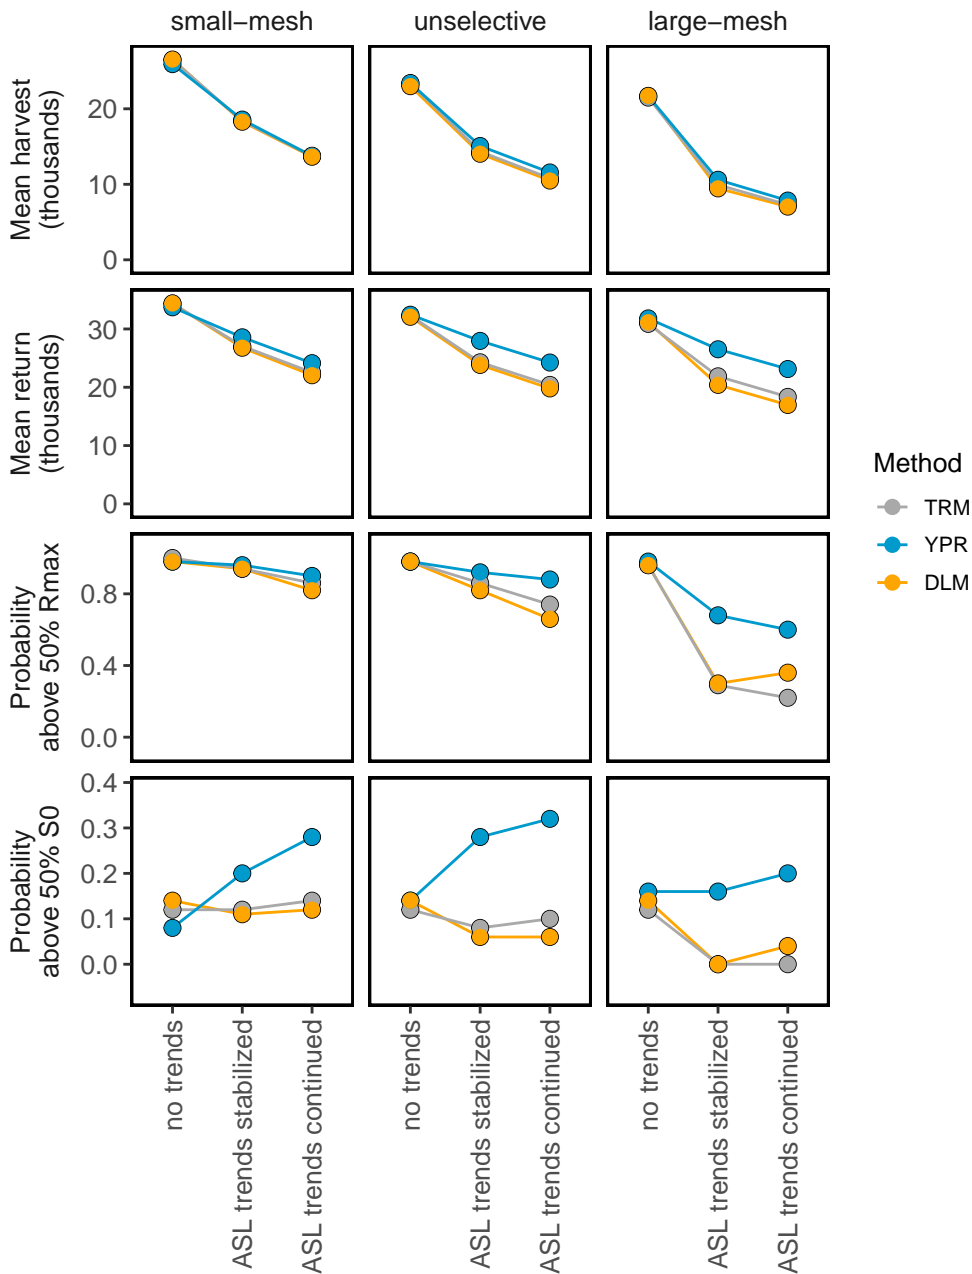 small−mesh
unselective
large−mesh
Mean harvest
(thousands)
20
10
0
Mean return
(thousands)
30
20
10
0
Probability
above 50% Rmax
0.8
0.4
0.0
Probability
above 50% S0
0.4
0.3
0.2
0.1
0.0
no trends
ASL trends stabilized
ASL trends continued
no trends
ASL trends stabilized
ASL trends continued
no trends
ASL trends stabilized
ASL trends continued
Method
TRM
YPR
DLM